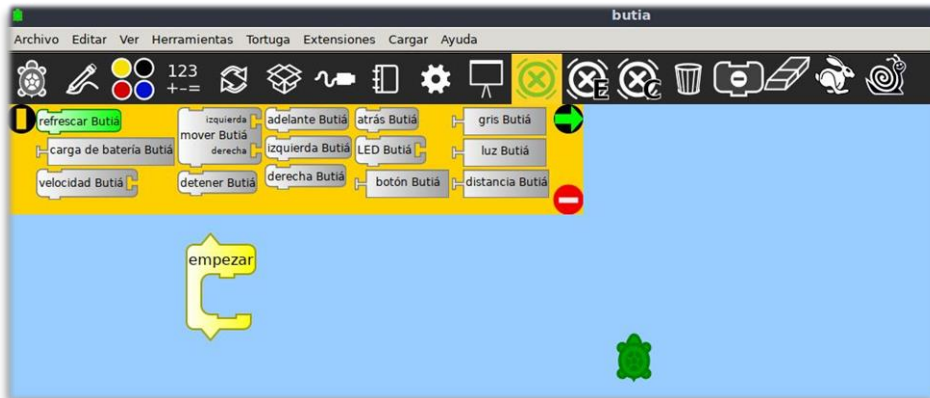 butia
Archivo Editar Ver Herramientas Tortuga Extensiones Cargar Ayuda
123
+-=
E
C
refrescar Butiá
izquierda
mover Butiá
derecha
adelante Butiá
atrás Butiá
gris Butiá
carga de batería Butiá
izquierda Butiá
LED Butiá
luz Butiá
velocidad Butiá
detener Butiá
derecha Butiá
botón Butiá
distancia Butiá
empezar